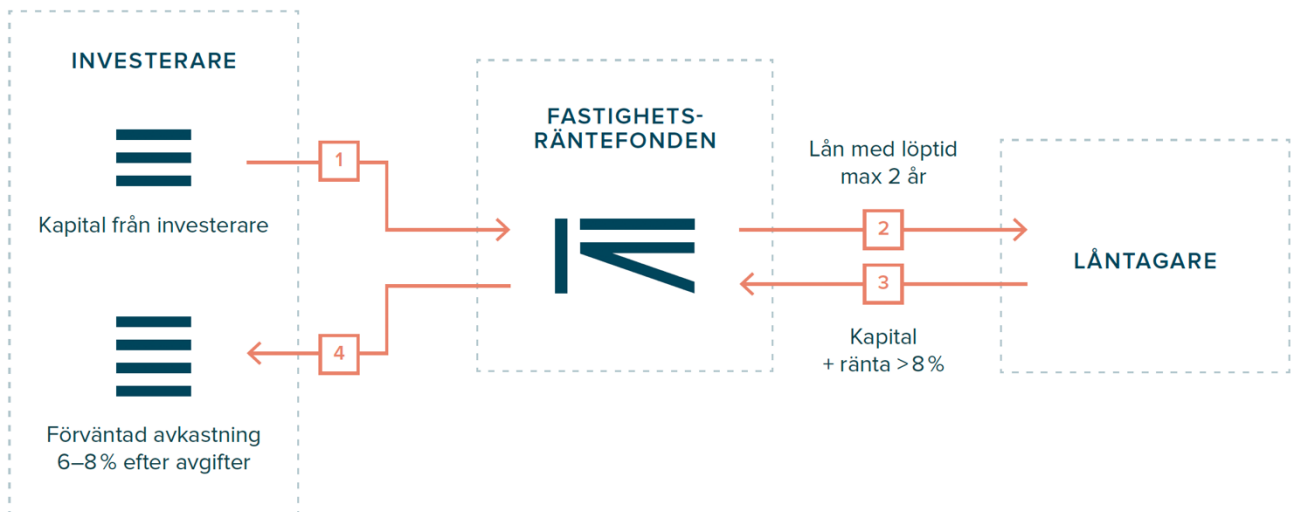 INVESTERARE
1
Kapital från investerare
4
Förväntad avkastning
6–8 % efter avgifter
FASTIGHETS-
RÄNTEFONDEN
Lån med löptid
max 2 år
2
3
Kapital
+ ränta >8 %
LÅNTAGARE